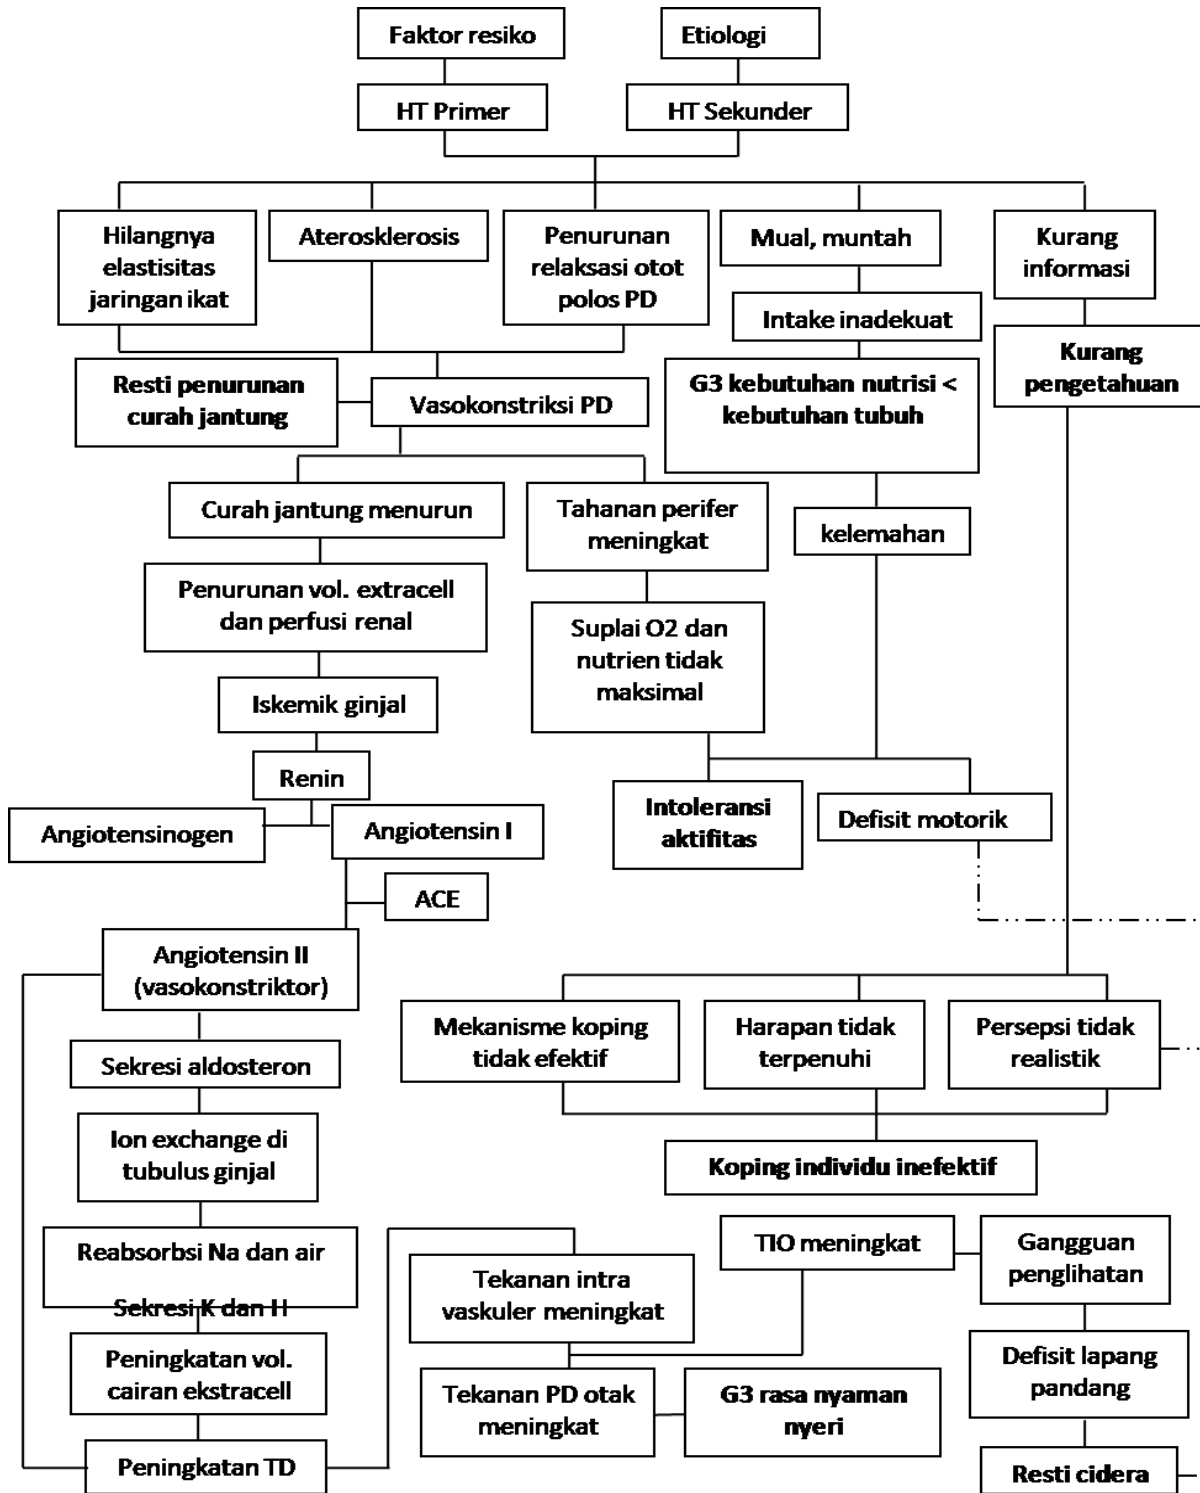 Faktor resiko
Etiologi
HT Primer
HT Sekunder
Hilangnya
elastisitas
jaringan ikat
Aterosklerosis
Penurunan
relaksasi otot
polos PD
Mual, muntah
Kurang
informasi
Intake inadekuat
Kurang
pengetahuan
Resti penurunan
curah jantung
Vasokonstriksi PD
G3 kebutuhan nutrisi <
kebutuhan tubuh
Curah jantung menurun
Tahanan perifer
meningkat
kelemahan
Penurunan vol. extracell
dan perfusi renal
Suplai O2 dan
nutrien tidak
maksimal
Iskemik ginjal
Renin
Angiotensinogen
Angiotensin I
Intoleransi
aktifitas
Defisit motorik
ACE
Angiotensin II
(vasokonstriktor)
Mekanisme koping
tidak efektif
Harapan tidak
terpenuhi
Persepsi tidak
realistik
Sekresi aldosteron
Ion exchange di
tubulus ginjal
Koping individu inefektif
Reabsorbsi Na dan air
Sekresi K dan H
Tekanan intra
vaskuler meningkat
TIO meningkat
Gangguan
penglihatan
Peningkatan vol.
cairan ekstracell
Tekanan PD otak
meningkat
G3 rasa nyaman
nyeri
Defisit lapang
pandang
Peningkatan TD
Resti cidera